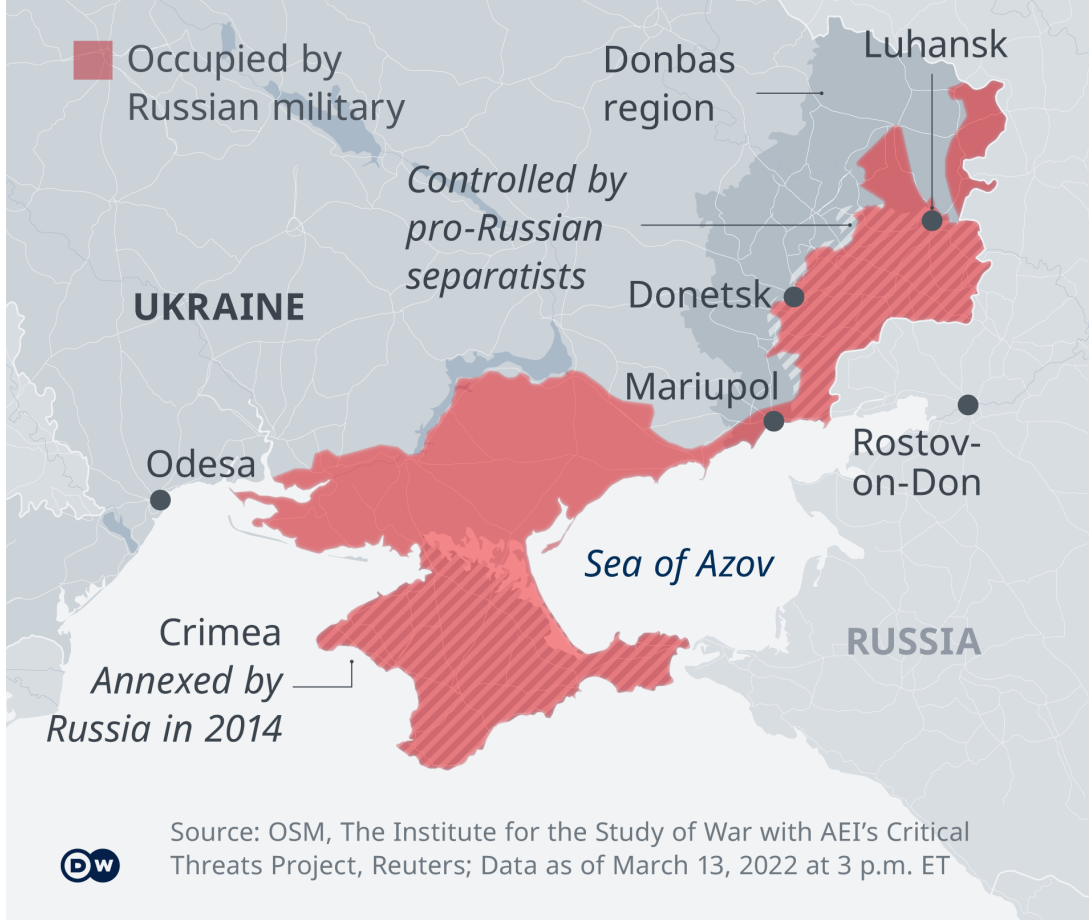 Occupied by
Russian military
Donbas
region
Luhansk
Controlled by
pro-Russian
separatists
UKRAINE
Donetsk
Mariupol
Odesa
Rostov-
on-Don
Sea of Azov
Crimea
Annexed by
Russia in 2014
RUSSIA
Source: OSM, The Institute for the Study of War with AEI’s Critical
Threats Project, Reuters; Data as of March 13, 2022 at 3 p.m. ET
DW